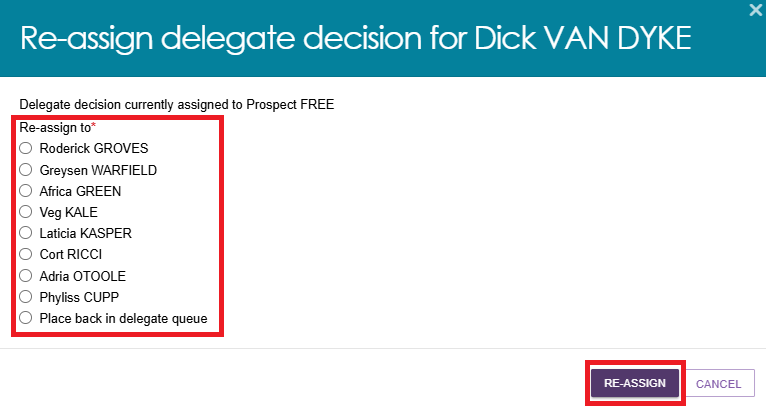 Re-assign delegate decision for Dick VAN DYKE
Delegate decision currently assigned to Prospect FREE
Re-assign to*
Roderick GROVES
Greysen WARFIELD
Africa GREEN
Veg KALE
Laticia KASPER
Cort RICCI
Adria OTOOLE
Phyliss CUPP
Place back in delegate queue
RE-ASSIGN CANCEL